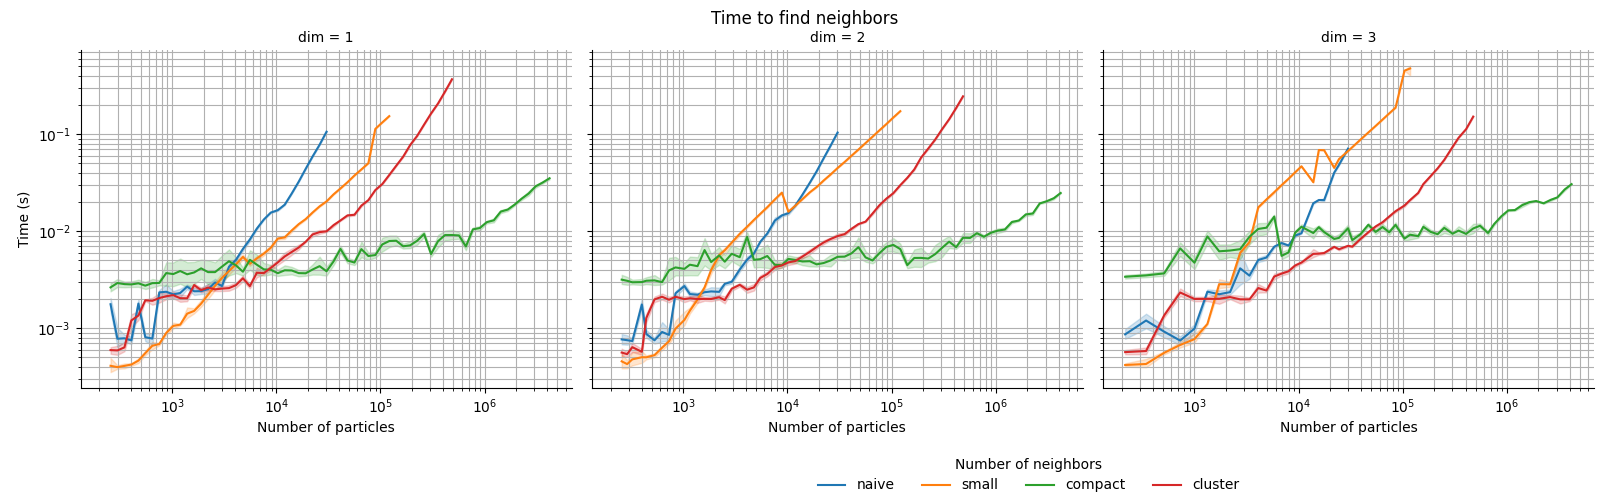 Time to find neighbors
dim = 1
dim = 2
dim = 3
Time (s)
10⁻¹
10⁻²
10⁻³
10³ 10⁴ 10⁵ 10⁶
10³ 10⁴ 10⁵ 10⁶
10³ 10⁴ 10⁵ 10⁶
Number of particles
Number of particles
Number of particles
Number of neighbors
naive small compact cluster